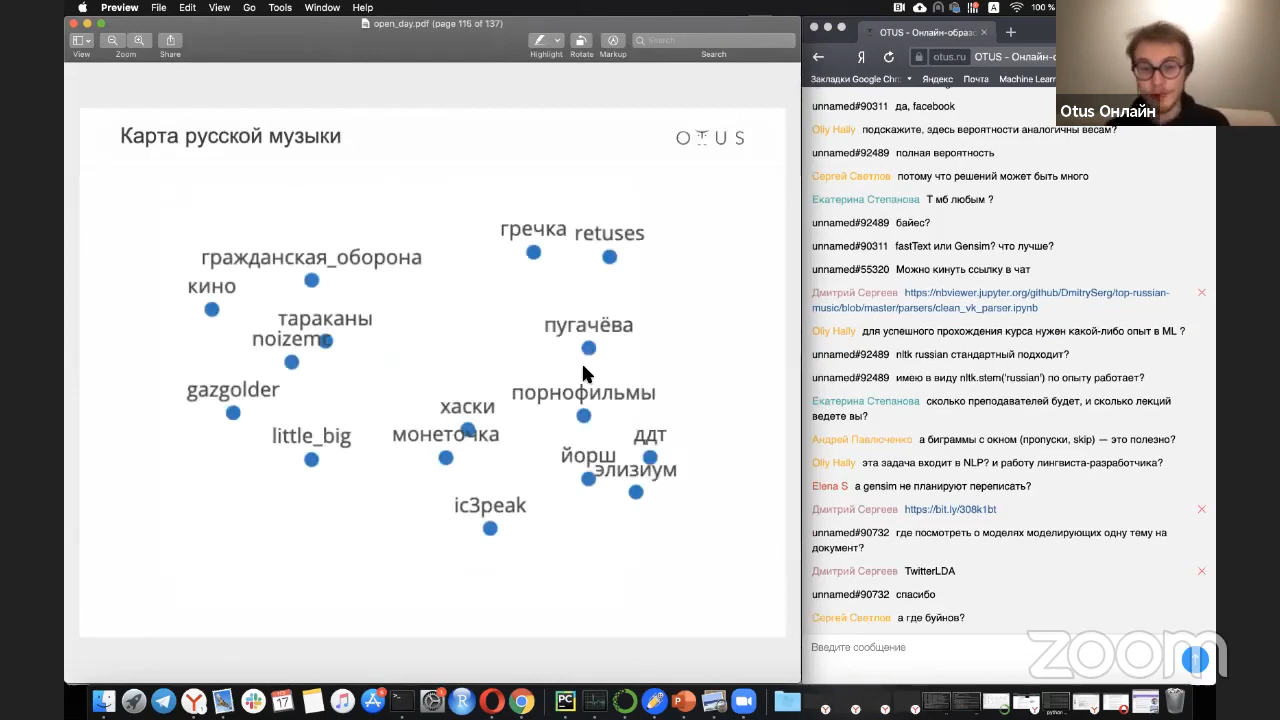 Preview File Edit View Go Tools Window Help
100 %
open_day.pdf (page 116 of 137)
View
Zoom
Share
Highlight
Rotate
Markup
Search
Search
Карта русской музыки
OTUS
гречка
retuses
гражданская_оборона
кино
тараканы
пугачёва
gazgolder
порнофильмы
хаски
little_big
монеточка
ддт
йорш
элизиум
ic3peak
OTUS - Онлайн-образо
otus.ru OTUS - Онлайн-о
Закладки Google Chr
Яндекс
Почта
Machine Learn
Otus Онлайн
unnamed#90311 да, facebook
Olly Hally подскажите, здесь вероятности аналогичны весам?
unnamed#92489 полная вероятность
Сергей Светлов потому что решений может быть много
Екатерина Степанова Т мб любым ?
unnamed#92489 байес?
unnamed#90311 fastText или Gensim? что лучше?
unnamed#55320 Можно кинуть ссылку в чат
Дмитрий Сергеев https://nbviewer.jupyter.org/github/DmitrySerg/top-russian-
music/blob/master/parsers/clean_vk_parser.ipynb
Olly Hally для успешного прохождения курса нужен какой-либо опыт в ML ?
unnamed#92489 nltk russian стандартный подходит?
unnamed#92489 имею в виду nltk.stem('russian') по опыту работает?
Екатерина Степанова сколько преподавателей будет, и сколько лекций
ведете вы?
Андрей Павлюченко а биграммы с окном (пропуски, skip) — это полезно?
Olly Hally эта задача входит в NLP? и работу лингвиста-разработчика?
Elena S а gensim не планируют переписать?
Дмитрий Сергеев https://bit.ly/308k1bt
unnamed#90732 где посмотреть о моделях моделирующих одну тему на
документ?
Дмитрий Сергеев TwitterLDA
unnamed#90732 спасибо
Сергей Светлов а где буйнов?
Введите сообщение
zoom